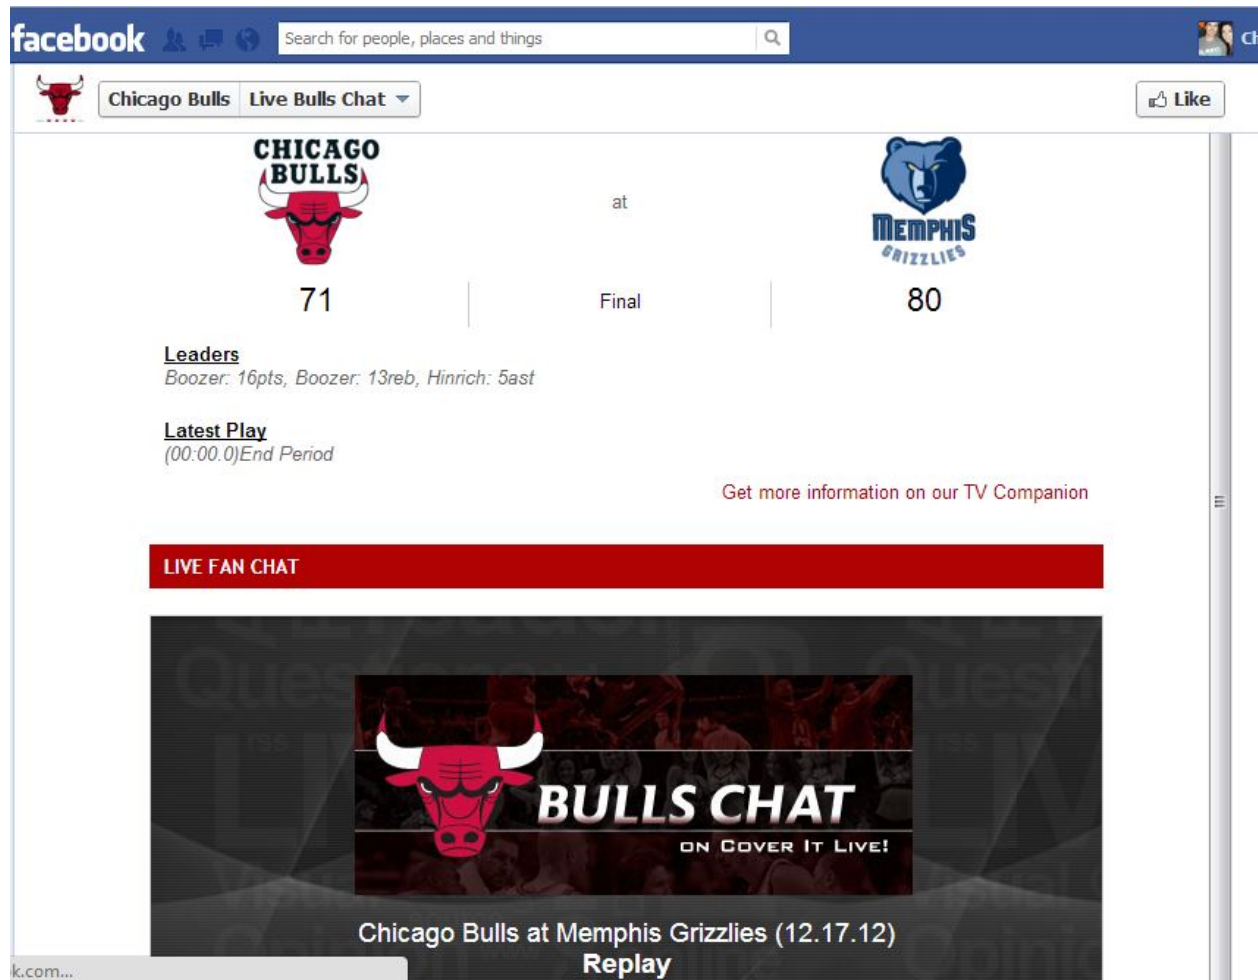 facebook Search for people, places and things Ch
Chicago Bulls Live Bulls Chat Like
CHICAGO
BULLS
at
MEMPHIS
GRIZZLIES
71 Final 80
Leaders
Boozer: 16pts, Boozer: 13reb, Hinrich: 5ast
Latest Play
(00:00.0)End Period
Get more information on our TV Companion
LIVE FAN CHAT
BULLS CHAT
ON COVER IT LIVE!
Chicago Bulls at Memphis Grizzlies (12.17.12)
Replay
k.com...